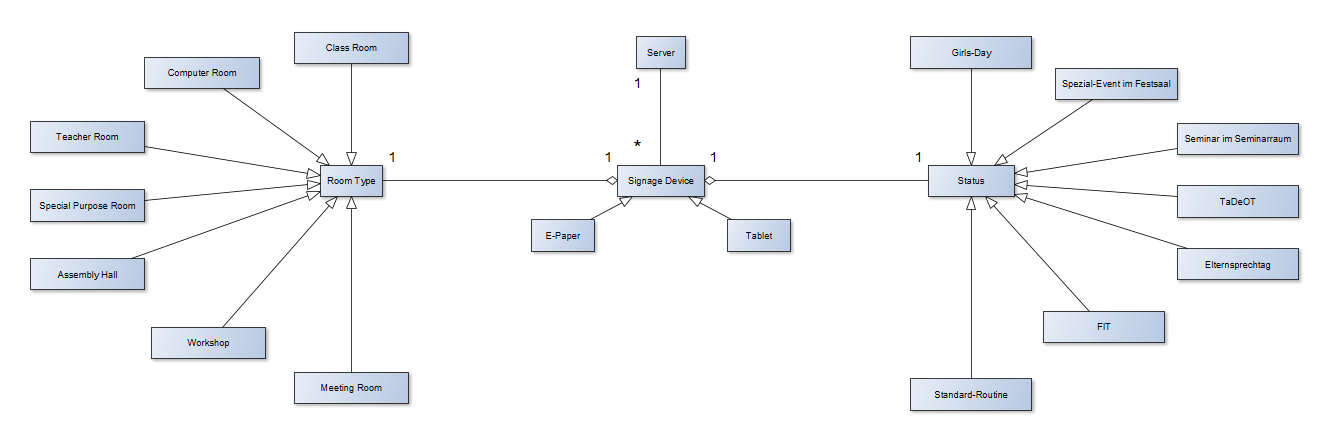 Class Room
Server
Girls-Day
Computer Room
1
Spezial-Event im Festsaal
Teacher Room
Seminar im Seminarraum
*
1
1
1
1
Room Type
Signage Device
Status
Special Purpose Room
TaDeOT
E-Paper
Tablet
Assembly Hall
Elternsprechtag
Workshop
FIT
Meeting Room
Standard-Routine